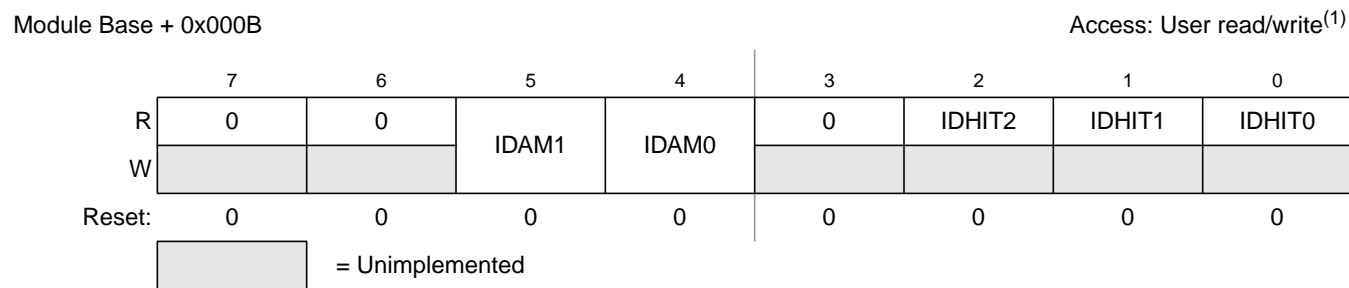 Module Base + 0x000B Access: User read/write(1)
7 6 5 4 3 2 1 0
R 0 0 IDAM1 IDAM0 0 IDHIT2 IDHIT1 IDHIT0
W
Reset: 0 0 0 0 0 0 0 0
= Unimplemented